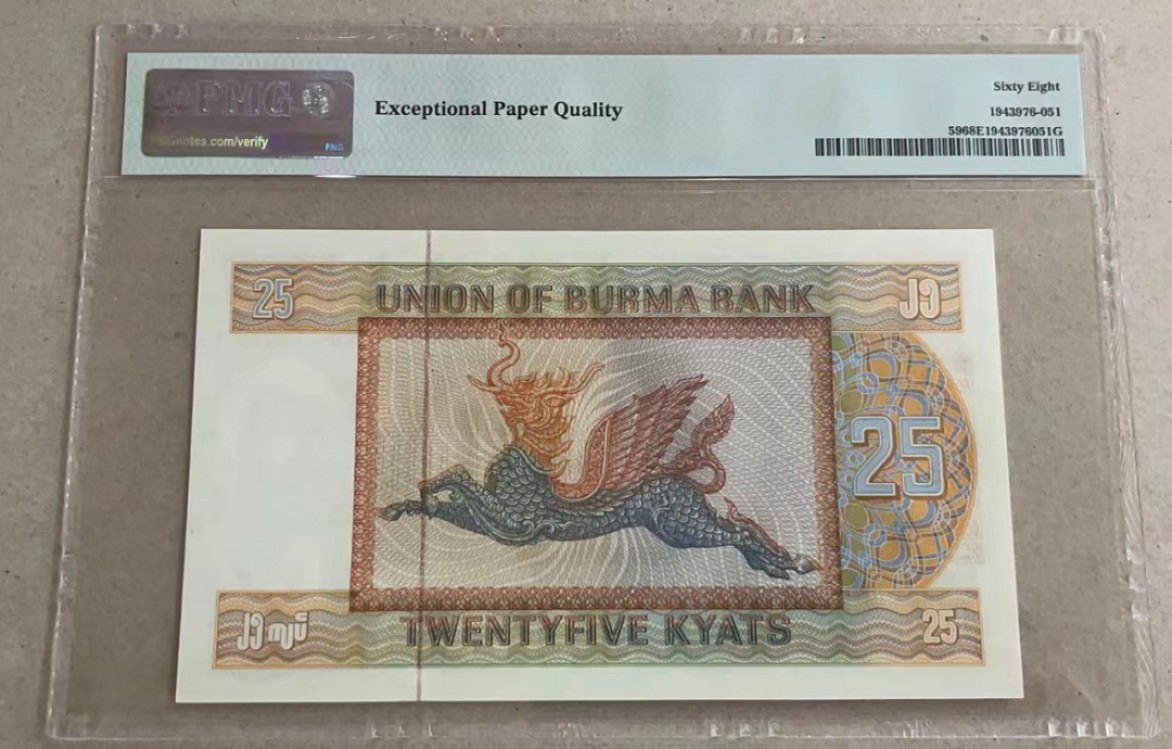 PMG
Exceptional Paper Quality
Sixty Eight
1943976-051
5968E1943976051G
PNG
25 UNION OF BURMA BANK ၂၅
25
၂၅ ကျပ် TWENTYFIVE KYATS 25